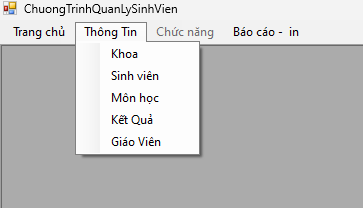 ChuongTrinhQuanLySinhVien
Trang chủ Thông Tin Chức năng Báo cáo - in
Khoa
Sinh viên
Môn học
Kết Quả
Giáo Viên